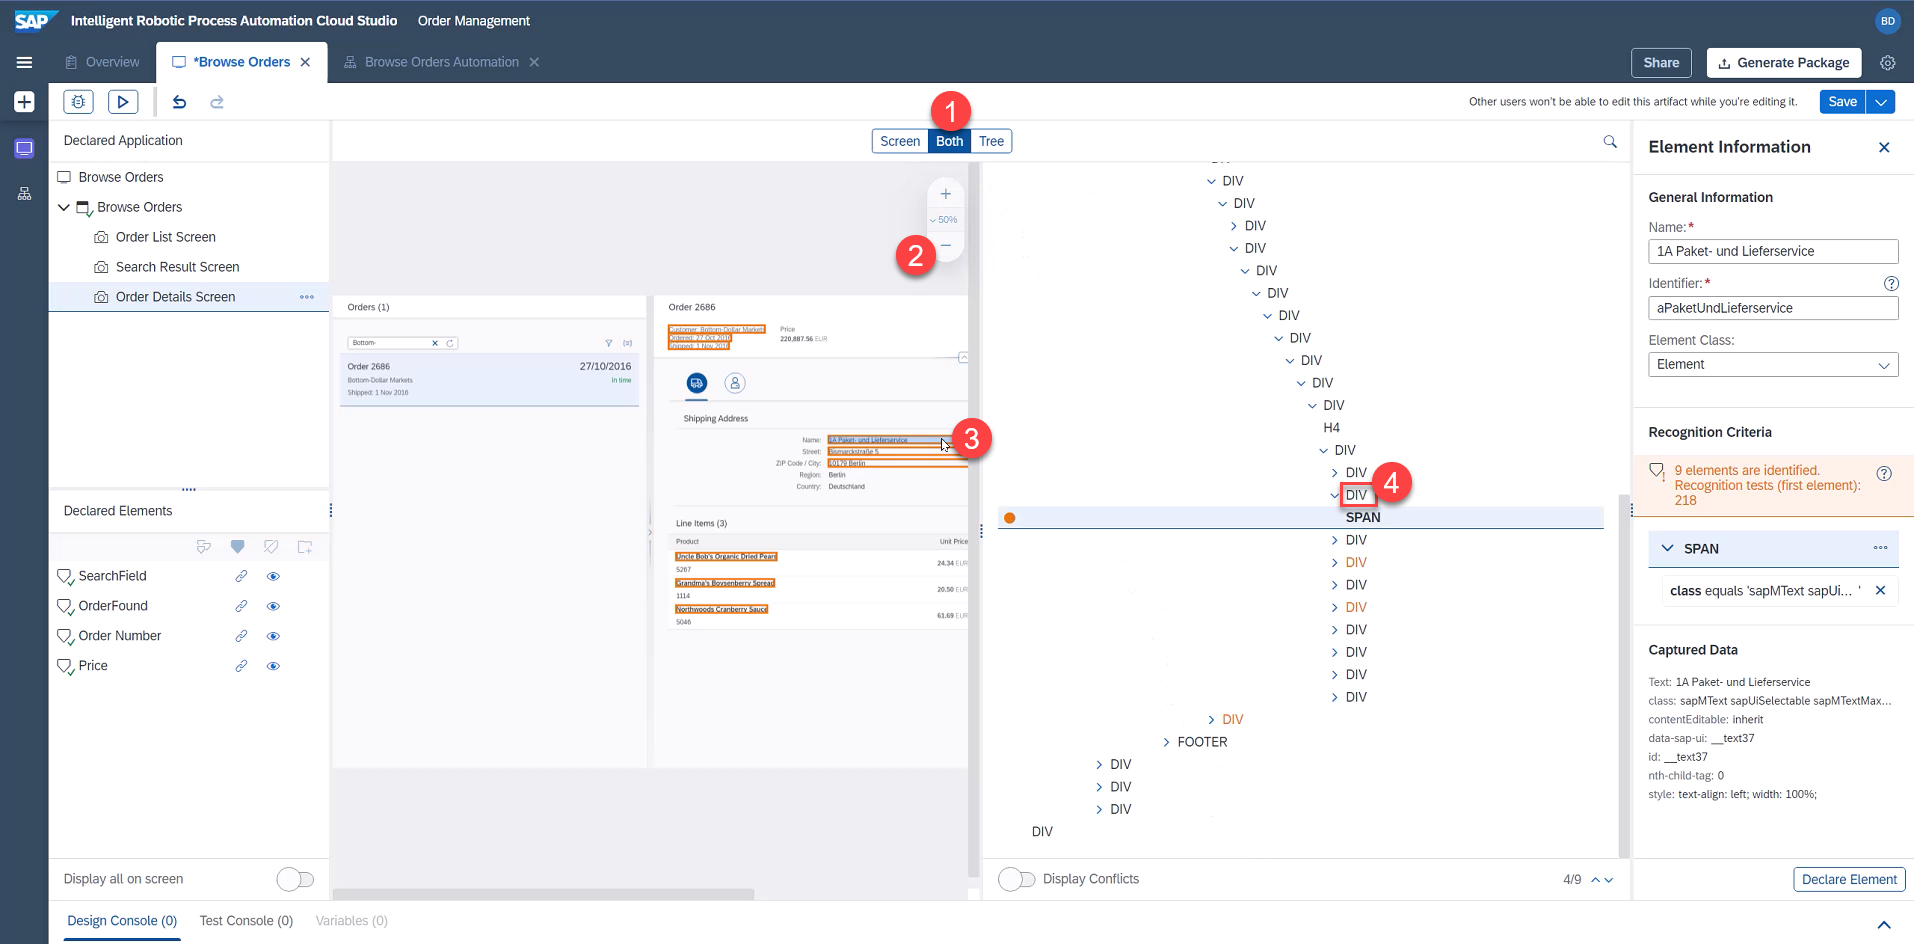 SAP Intelligent Robotic Process Automation Cloud Studio Order Management BD
Overview *Browse Orders Browse Orders Automation Share Generate Package
Other users won't be able to edit this artifact while you're editing it. Save
Declared Application
Browse Orders
Browse Orders
Order List Screen
Search Result Screen
Order Details Screen
Declared Elements
SearchField
OrderFound
Order Number
Price
Display all on screen
1
Screen Both Tree
50%
2
Orders (1)
Bottom-
Order 2686 27/10/2016
Bottom-Dollar Markets in time
Shipped: 1 Nov 2016
Order 2686
Customer: Bottom-Dollar Markets Price
Ordered: 27 Oct 2016 220,887.56 EUR
Shipped: 1 Nov 2016
Shipping Address
Name: 1A Paket- und Lieferservice
3
Street: Bismarckstraße 5
ZIP Code / City: 10179 Berlin
Region: Berlin
Country: Deutschland
Line Items (3)
Product Unit Price
Uncle Bob's Organic Dried Pears 24.34 EUR
5267
Grandma's Boysenberry Spread 20.50 EUR
1114
Northwoods Cranberry Sauce 61.69 EUR
5046
DIV
DIV
DIV
DIV
DIV
DIV
DIV
DIV
DIV
DIV
DIV
H4
DIV
DIV
DIV
4
SPAN
DIV
DIV
DIV
DIV
DIV
DIV
DIV
DIV
DIV
FOOTER
DIV
DIV
DIV
DIV
Display Conflicts 4/9
Element Information
General Information
Name:*
1A Paket- und Lieferservice
Identifier:*
aPaketUndLieferservice
Element Class:
Element
Recognition Criteria
9 elements are identified.
Recognition tests (first element):
218
SPAN
class equals 'sapMText sapUi... '
Captured Data
Text: 1A Paket- und Lieferservice
class: sapMText sapUiSelectable sapMTextMax...
contentEditable: inherit
data-sap-ui: __text37
id: __text37
nth-child-tag: 0
style: text-align: left; width: 100%;
Declare Element
Design Console (0) Test Console (0) Variables (0)